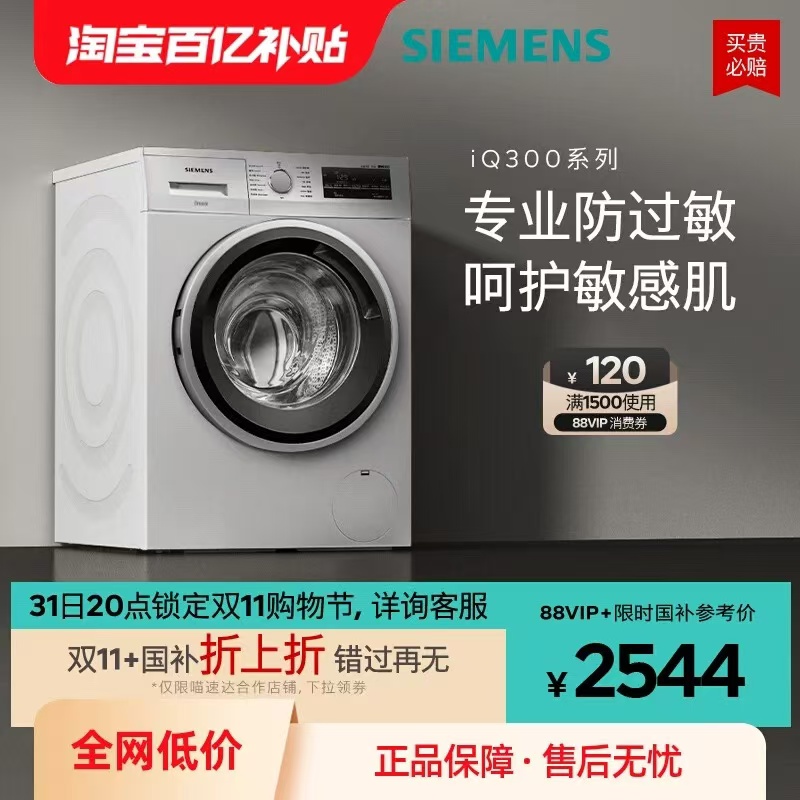 淘宝百亿补贴
SIEMENS
买贵
必赔
iQ300系列
专业防过敏
呵护敏感肌
SIEMENS
¥ 120
满1500使用
88VIP 消费券
31日20点锁定双11购物节, 详询客服
双11+国补折上折 错过再无
*仅限喵速达合作店铺, 下拉领券
88VIP+限时国补参考价
¥ 2544
全网低价
正品保障 · 售后无忧